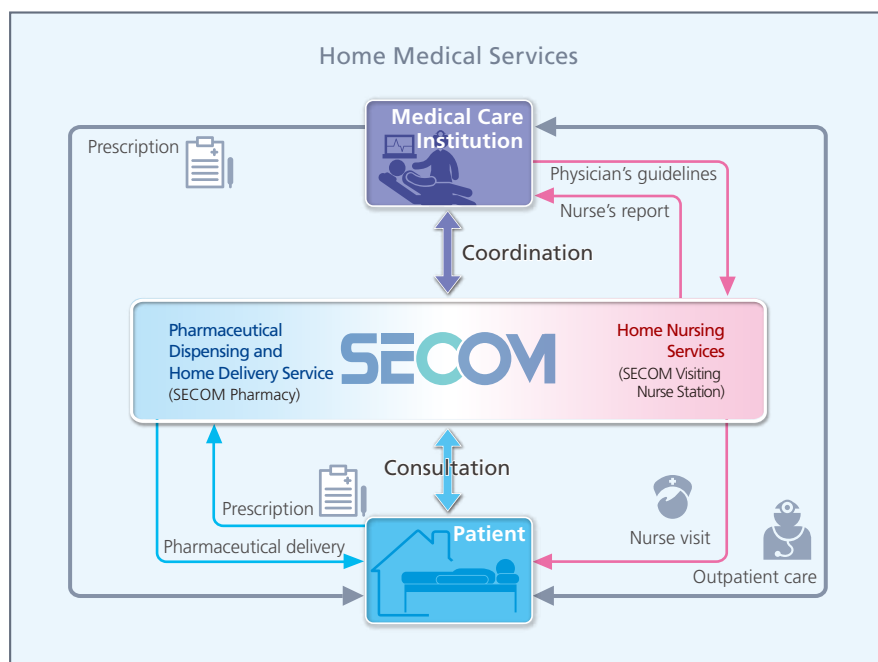 Home Medical Services
Medical Care
Institution
Prescription
Physician's guidelines
Nurse's report
Coordination
Pharmaceutical
Dispensing and
Home Delivery Service
(SECOM Pharmacy)
SECOM
Home Nursing
Services
(SECOM Visiting
Nurse Station)
Consultation
Prescription
Pharmaceutical delivery
Patient
Nurse visit
Outpatient care